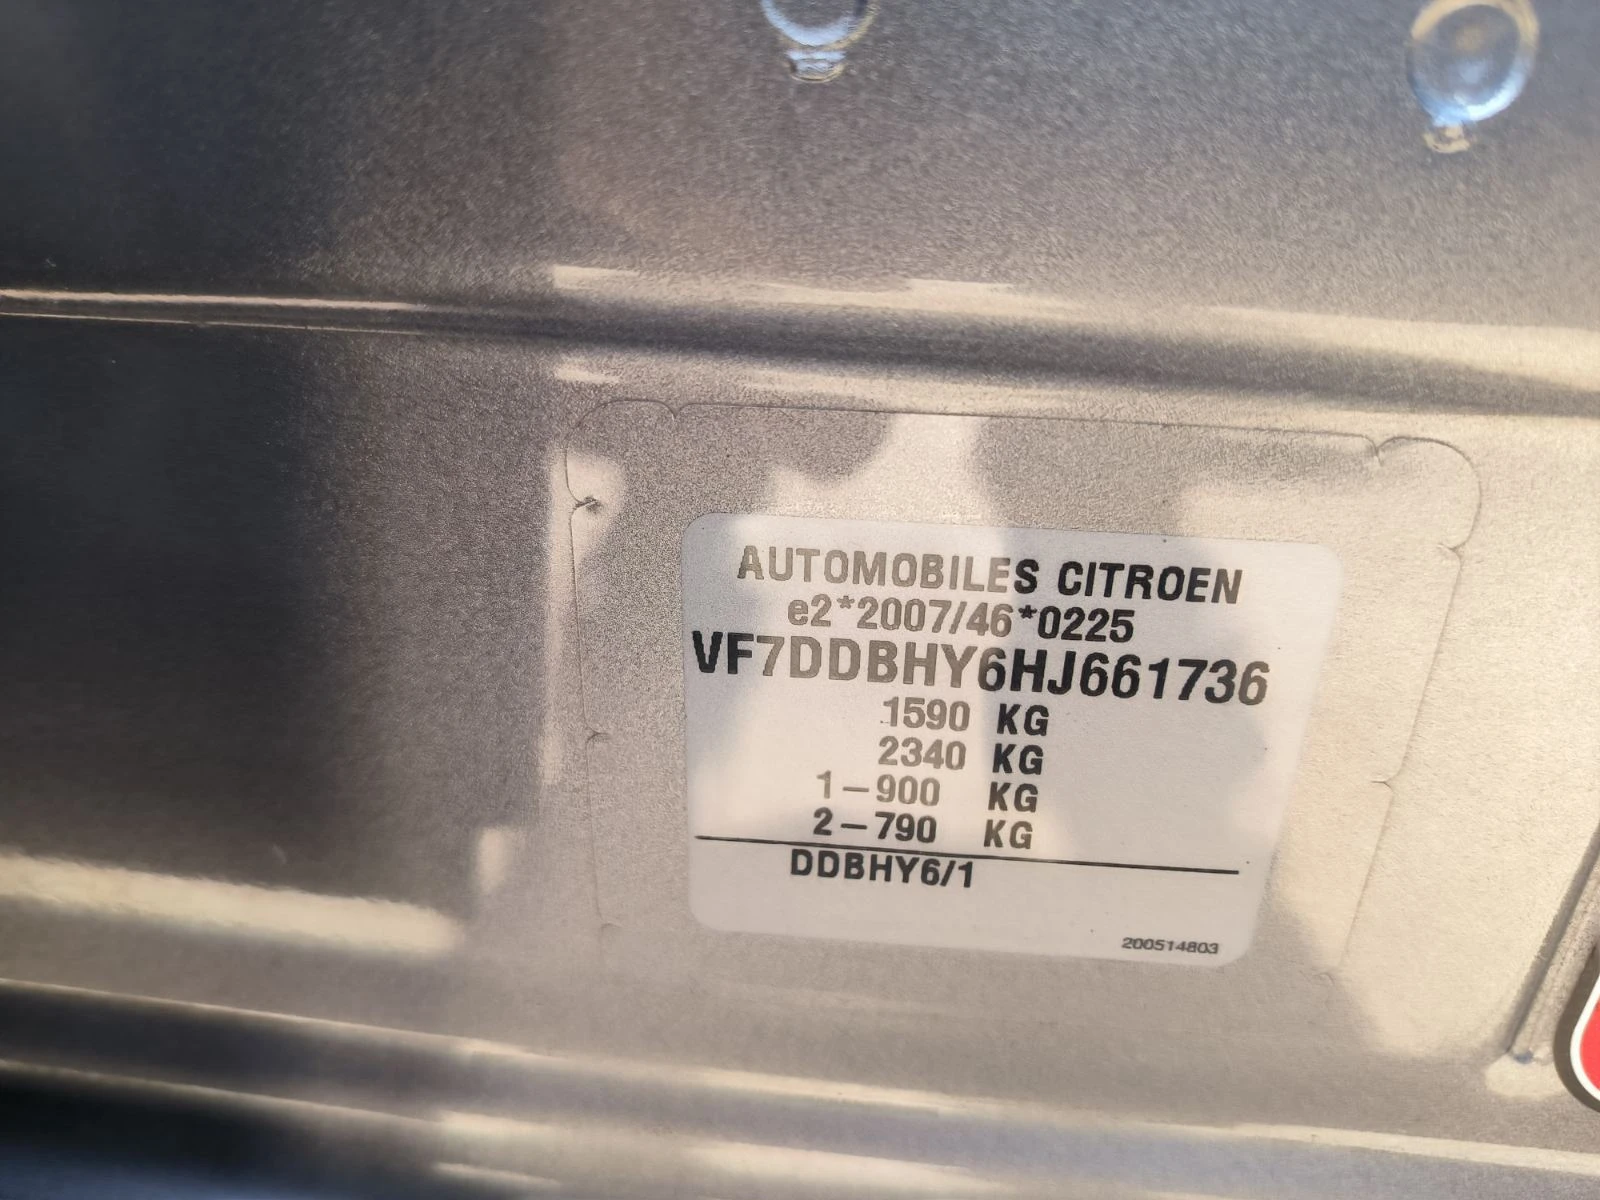 AUTOMOBILES CITROEN
e2*2007/46*0225
VF7DDBHY6HJ661736
1590 KG
2340 KG
1-900 KG
2-790 KG
DDBHY6/1
200514803